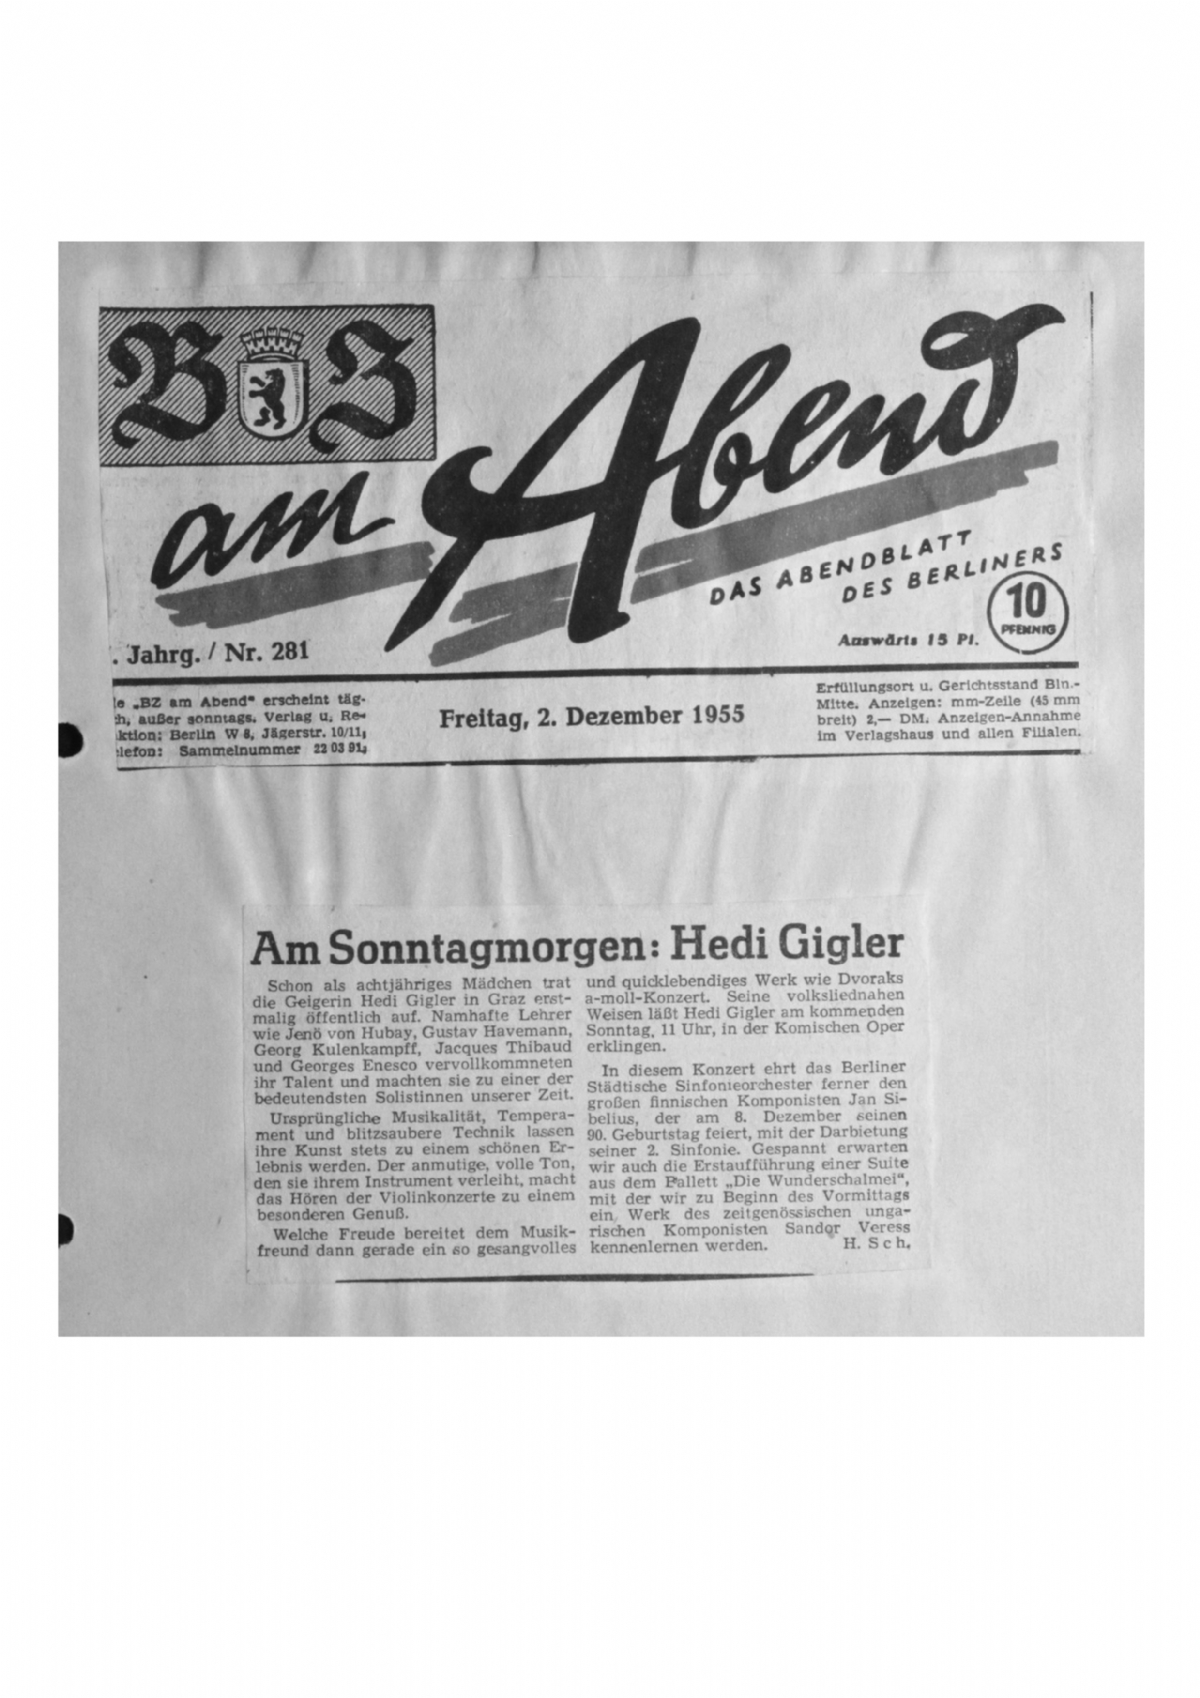 BZ
am Abend
DAS ABENDBLATT
DES BERLINERS
10
PFENNIG
Auswärts 15 Pf.
. Jahrg. / Nr. 281
ie „BZ am Abend“ erscheint täg-
ch, außer sonntags. Verlag u. Re-
ktion: Berlin W 8, Jägerstr. 10/11,
elefon: Sammelnummer 22 03 91,
Freitag, 2. Dezember 1955
Erfüllungsort u. Gerichtsstand Bln.-
Mitte. Anzeigen: mm-Zeile (45 mm
breit) 2,— DM. Anzeigen-Annahme
im Verlagshaus und allen Filialen.
Am Sonntagmorgen: Hedi Gigler
Schon als achtjähriges Mädchen trat
die Geigerin Hedi Gigler in Graz erst-
malig öffentlich auf. Namhafte Lehrer
wie Jenö von Hubay, Gustav Havemann,
Georg Kulenkampff, Jacques Thibaud
und Georges Enesco vervollkommneten
ihr Talent und machten sie zu einer der
bedeutendsten Solistinnen unserer Zeit.
Ursprüngliche Musikalität, Tempera-
ment und blitzsaubere Technik lassen
ihre Kunst stets zu einem schönen Er-
lebnis werden. Der anmutige, volle Ton,
den sie ihrem Instrument verleiht, macht
das Hören der Violinkonzerte zu einem
besonderen Genuß.
Welche Freude bereitet dem Musik-
freund dann gerade ein so gesangvolles
und quicklebendiges Werk wie Dvoraks
a-moll-Konzert. Seine volksliednahen
Weisen läßt Hedi Gigler am kommenden
Sonntag, 11 Uhr, in der Komischen Oper
erklingen.
In diesem Konzert ehrt das Berliner
Städtische Sinfonieorchester ferner den
großen finnischen Komponisten Jan Si-
belius, der am 8. Dezember seinen
90. Geburtstag feiert, mit der Darbietung
seiner 2. Sinfonie. Gespannt erwarten
wir auch die Erstaufführung einer Suite
aus dem Ballett „Die Wunderschalmei“,
mit der wir zu Beginn des Vormittags
ein Werk des zeitgenössischen unga-
rischen Komponisten Sandor Veress
kennenlernen werden. H. Sch.